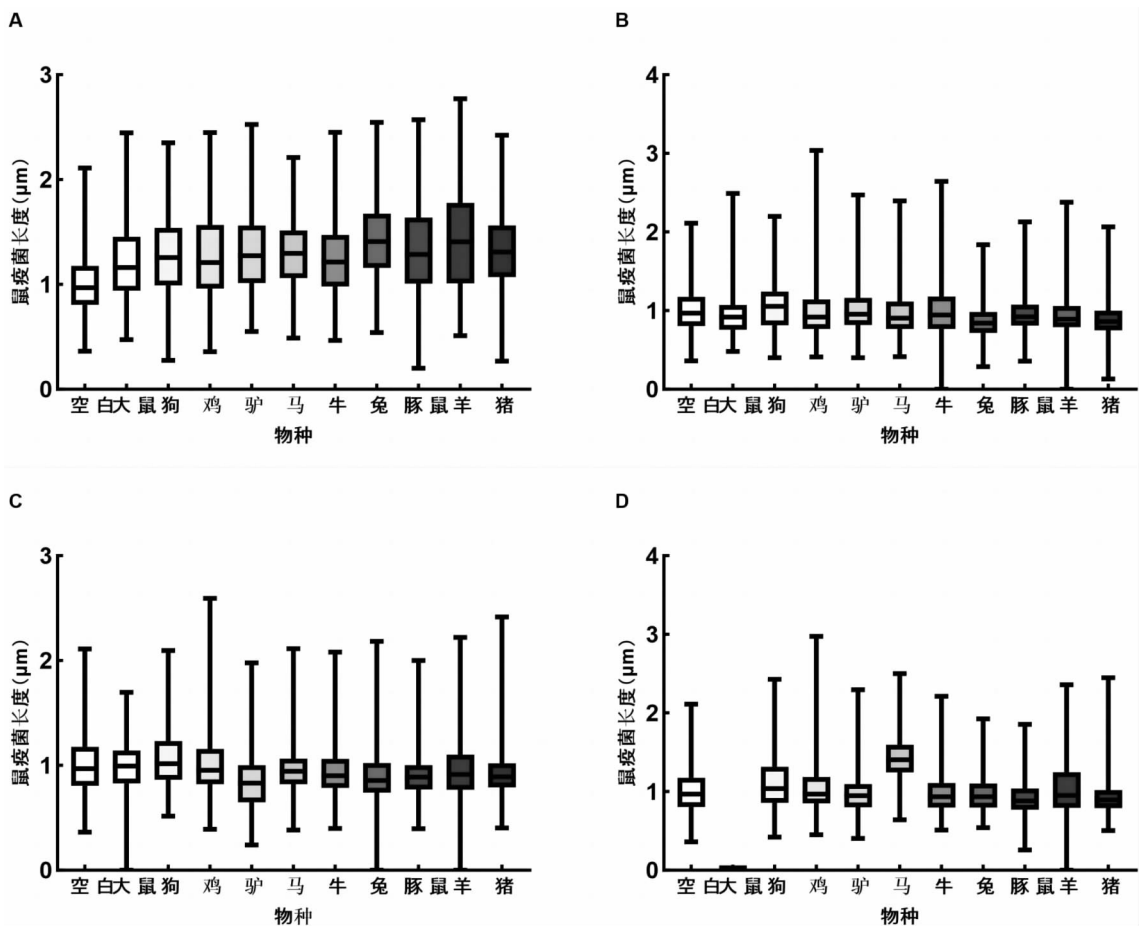 A
3
2
1
0
鼠疫菌长度(μm)
空白 大鼠 狗 鸡 驴 马 牛 兔 豚鼠 羊 猪
物种
B
4
3
2
1
0
鼠疫菌长度(μm)
空白 大鼠 狗 鸡 驴 马 牛 兔 豚鼠 羊 猪
物种
C
3
2
1
0
鼠疫菌长度(μm)
空白 大鼠 狗 鸡 驴 马 牛 兔 豚鼠 羊 猪
物种
D
4
3
2
1
0
鼠疫菌长度(μm)
空白 大鼠 狗 鸡 驴 马 牛 兔 豚鼠 羊 猪
物种